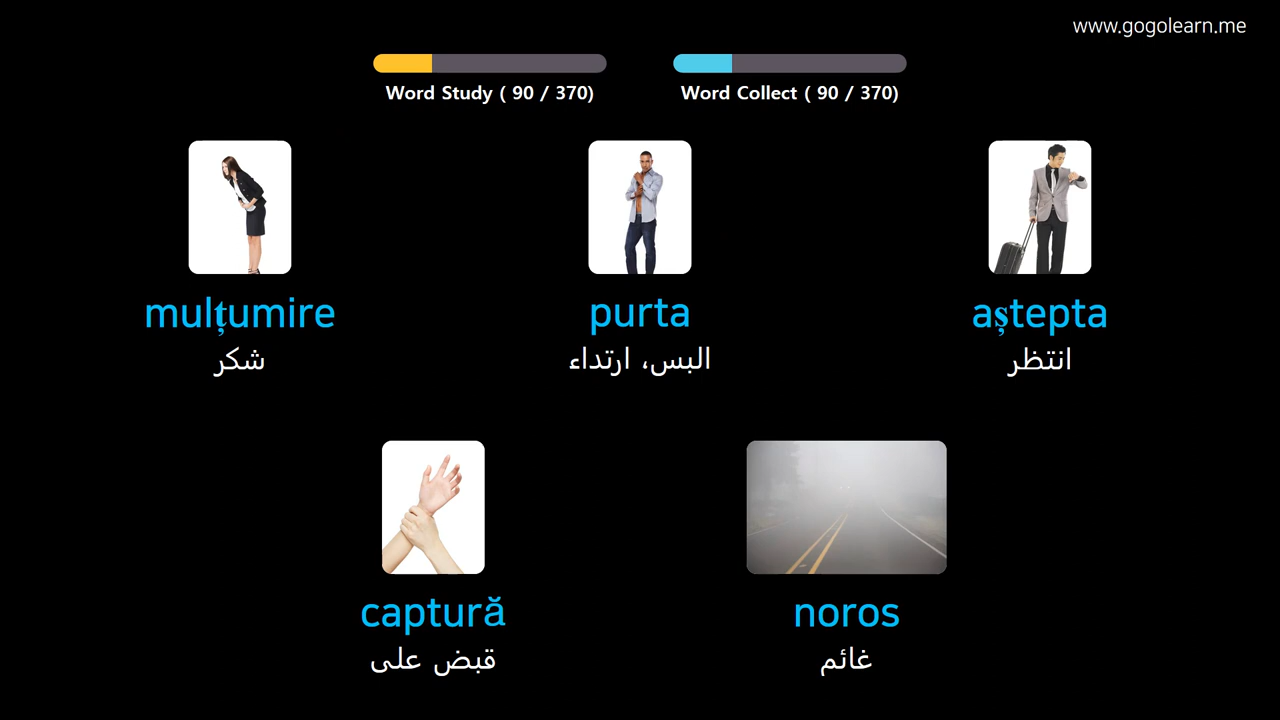 www.gogolearn.me
Word Study ( 90 / 370)
Word Collect ( 90 / 370)
mulțumire
شكر
purta
البس، ارتداء
aștepta
انتظر
captură
قبض على
noros
غائم